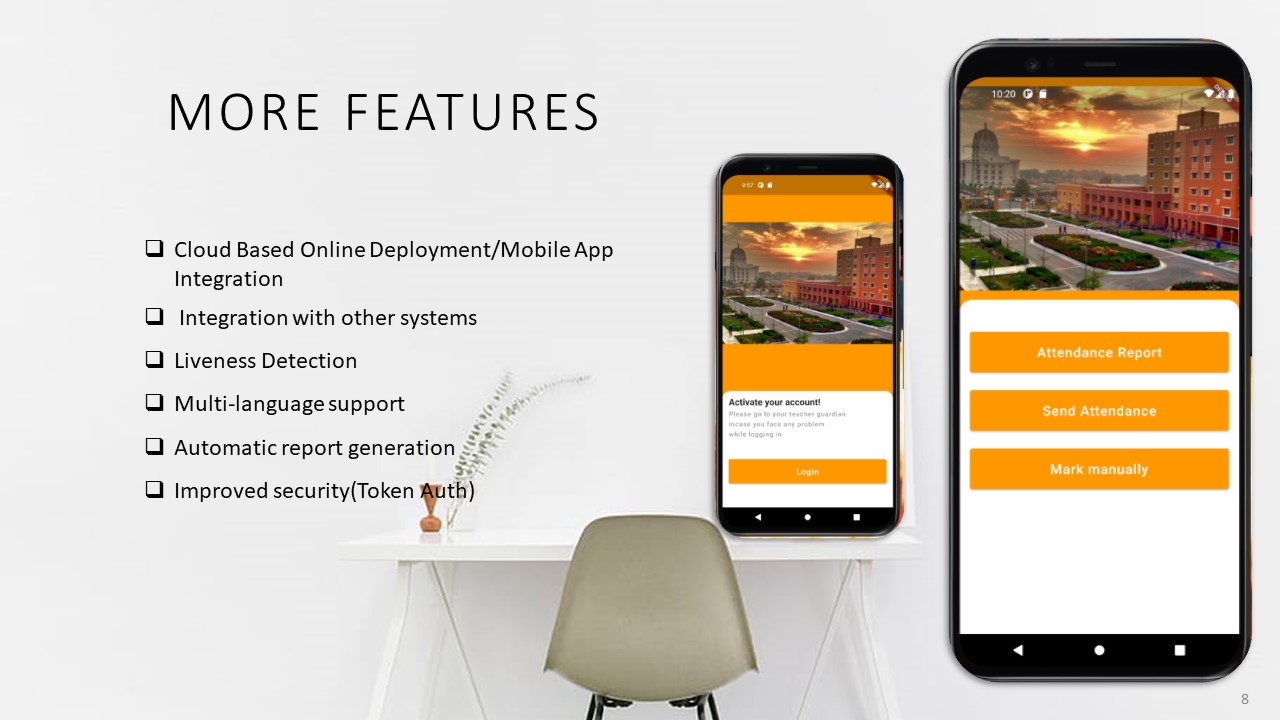 MORE FEATURES
Cloud Based Online Deployment/Mobile App
Integration
Integration with other systems
Liveness Detection
Multi-language support
Automatic report generation
Improved security(Token Auth)
9:57
Activate your account!
Please go to your teacher guardian
incase you face any problem
while logging in
Login
10:20
Attendance Report
Send Attendance
Mark manually
8